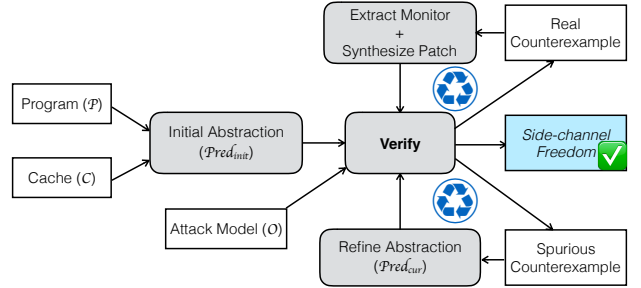 Extract Monitor
+
Synthesize Patch
Real
Counterexample
Program (𝒫)
Initial Abstraction
(𝒫red_init)
Verify
Side-channel
Freedom
Cache (𝒞)
Attack Model (𝒪)
Refine Abstraction
(𝒫red_cur)
Spurious
Counterexample